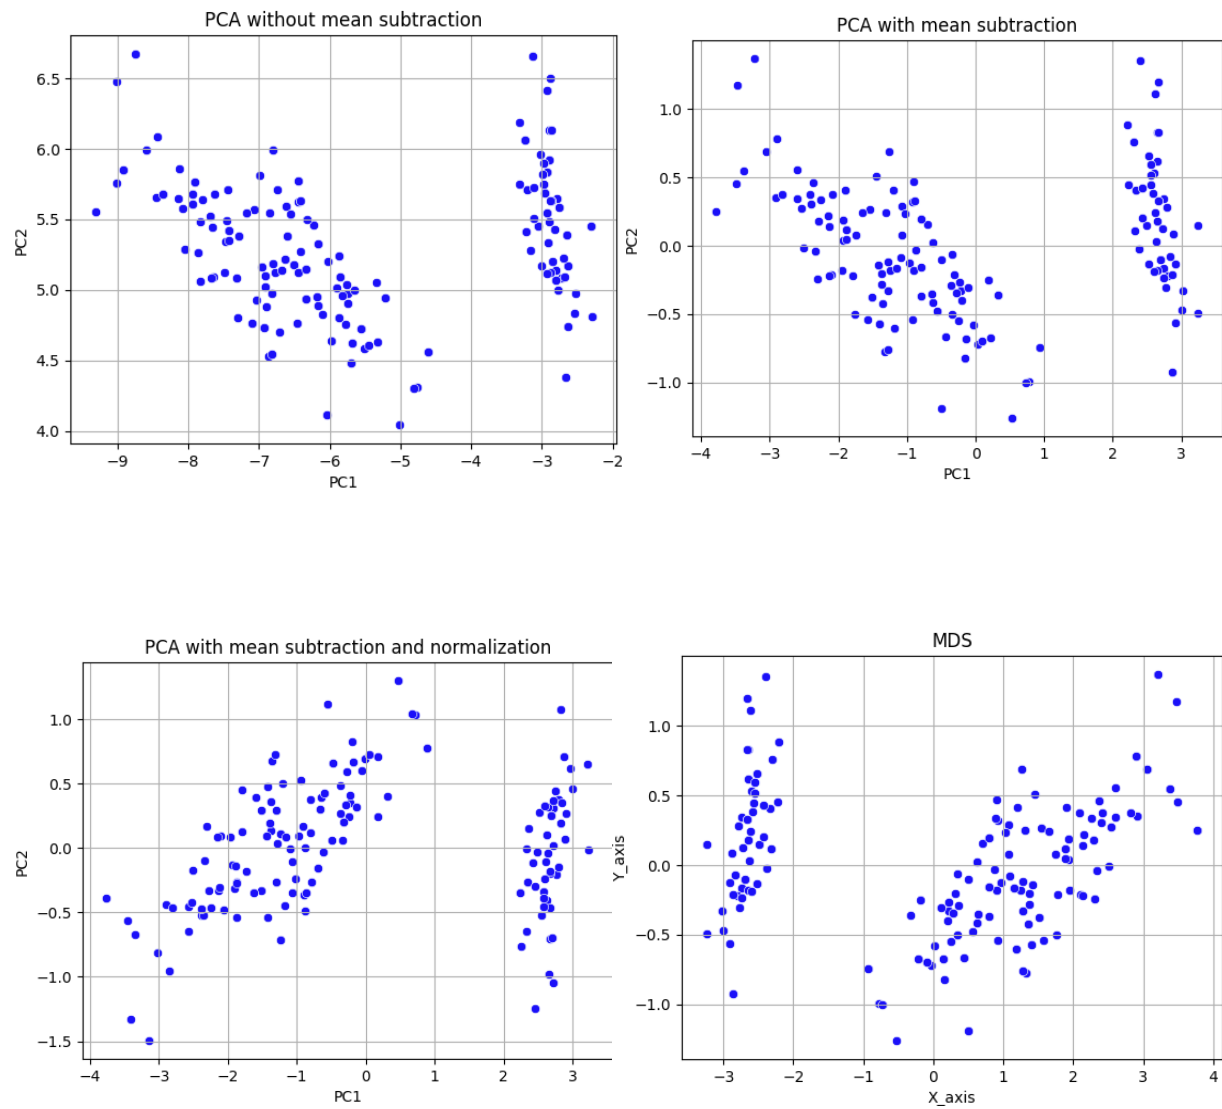 PCA without mean subtraction
6.5
6.0
5.5
5.0
4.5
4.0
PC2
−9 −8 −7 −6 −5 −4 −3 −2
PC1
PCA with mean subtraction
1.0
0.5
0.0
−0.5
−1.0
PC2
−4 −3 −2 −1 0 1 2 3
PC1
PCA with mean subtraction and normalization
1.0
0.5
0.0
−0.5
−1.0
−1.5
PC2
−4 −3 −2 −1 0 1 2 3
PC1
MDS
1.0
0.5
0.0
−0.5
−1.0
Y_axis
−3 −2 −1 0 1 2 3 4
X_axis